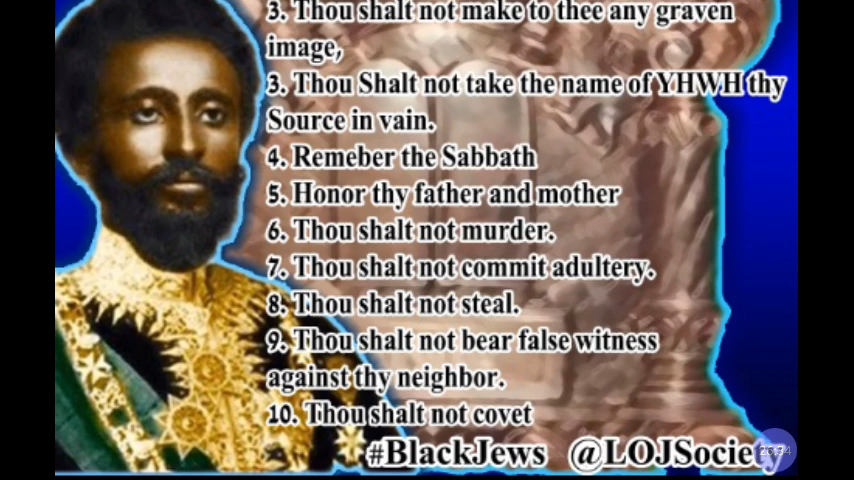 3. Thou shalt not make to thee any graven
image,
3. Thou Shalt not take the name of YHWH thy
Source in vain.
4. Remeber the Sabbath
5. Honor thy father and mother
6. Thou shalt not murder.
7. Thou shalt not commit adultery.
8. Thou shalt not steal.
9. Thou shalt not bear false witness
against thy neighbor.
10. Thou shalt not covet
#BlackJews @LOJSociety